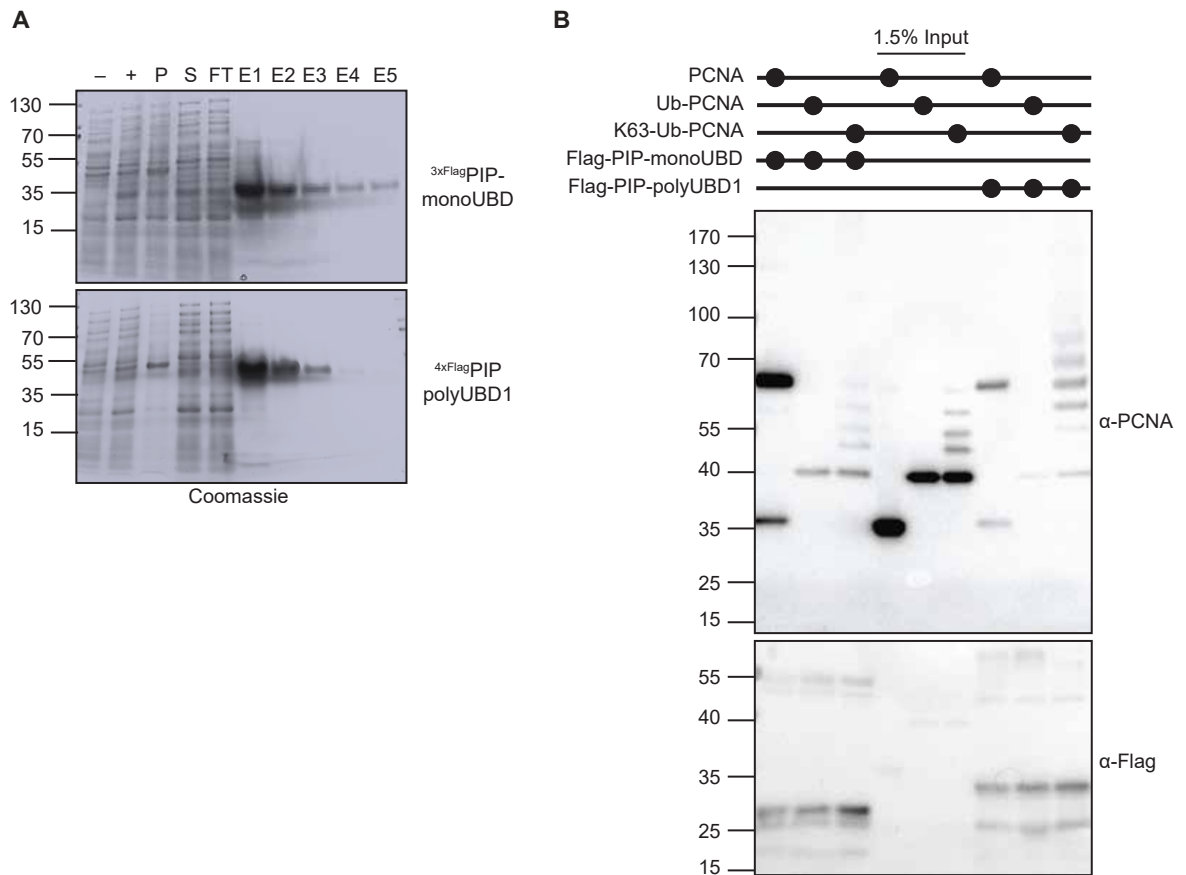 A
– + P S FT E1 E2 E3 E4 E5
130
70
55
35
15
3xFlagPIP-
monoUBD
130
70
55
35
15
4xFlagPIP
polyUBD1
Coomassie
B
1.5% Input
PCNA
Ub-PCNA
K63-Ub-PCNA
Flag-PIP-monoUBD
Flag-PIP-polyUBD1
170
130
100
70
55
40
35
25
15
α-PCNA
55
40
35
25
15
α-Flag